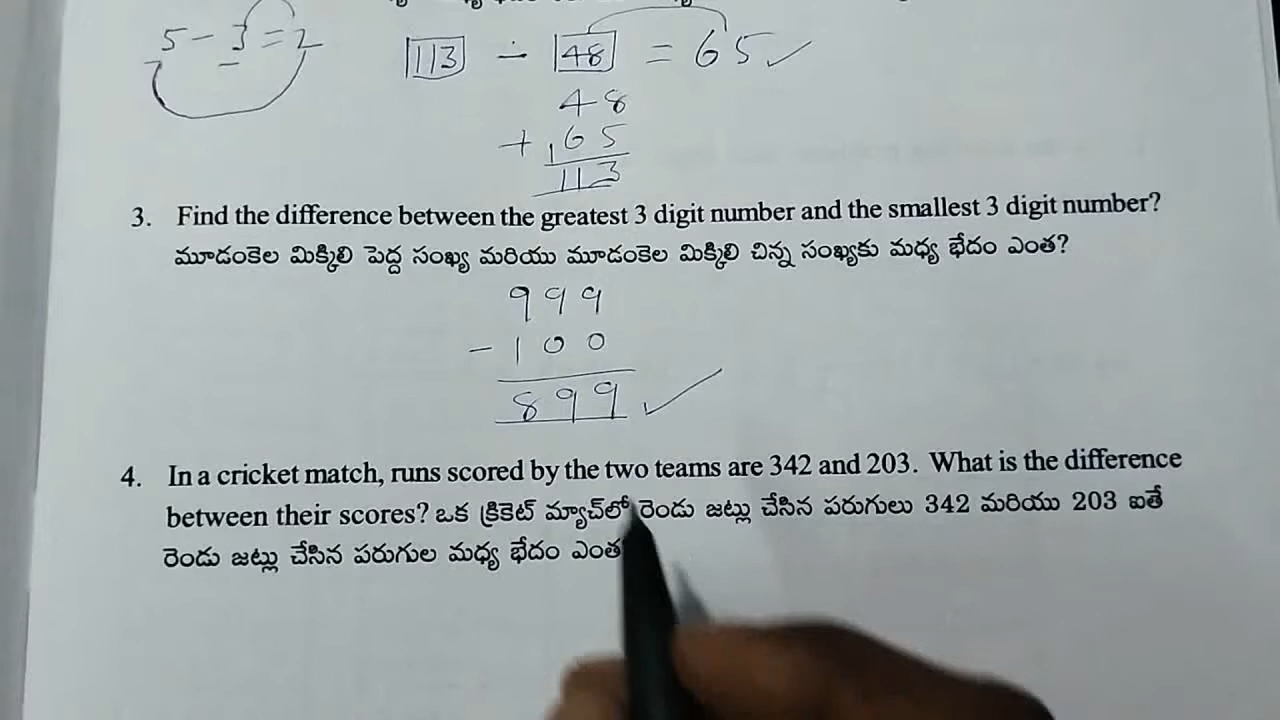 5 - 3 = 2
113 ÷ 48 = 65 ✓
48
+ 65
113
3. Find the difference between the greatest 3 digit number and the smallest 3 digit number?
మూడంకెల మిక్కిలి పెద్ద సంఖ్య మరియు మూడంకెల మిక్కిలి చిన్న సంఖ్యకు మధ్య భేదం ఎంత?
999
- 100
899 ✓
4. In a cricket match, runs scored by the two teams are 342 and 203. What is the difference
between their scores? ఒక క్రికెట్ మ్యాచ్‌లో రెండు జట్లు చేసిన పరుగులు 342 మరియు 203 ఐతే
రెండు జట్లు చేసిన పరుగుల మధ్య భేదం ఎంత